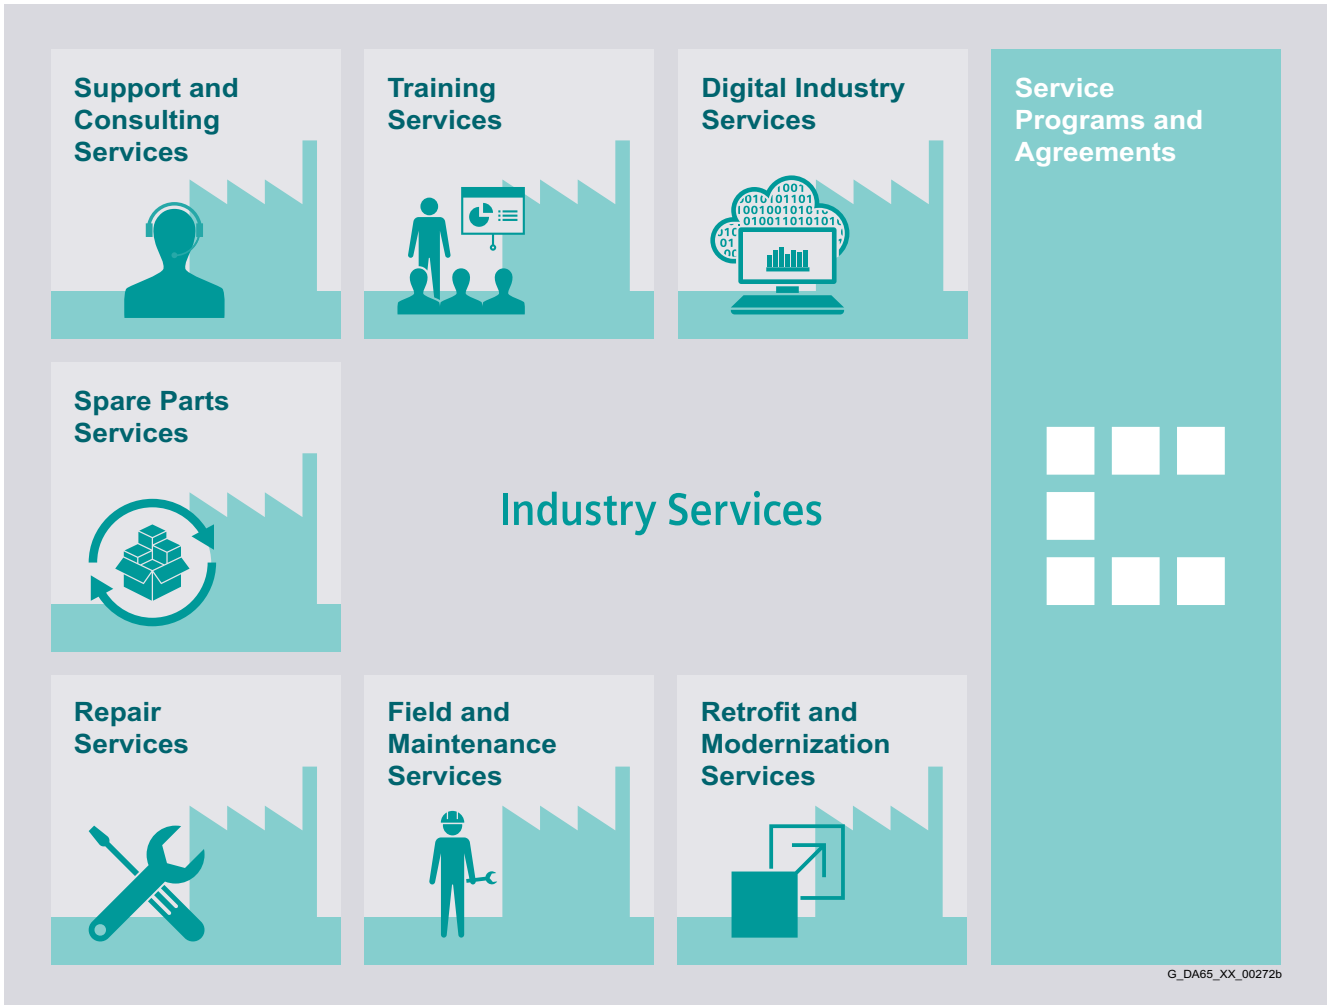 Support and
Consulting
Services
Training
Services
Digital Industry
Services
Service
Programs and
Agreements
Spare Parts
Services
Industry Services
Repair
Services
Field and
Maintenance
Services
Retrofit and
Modernization
Services
G_DA65_XX_00272b